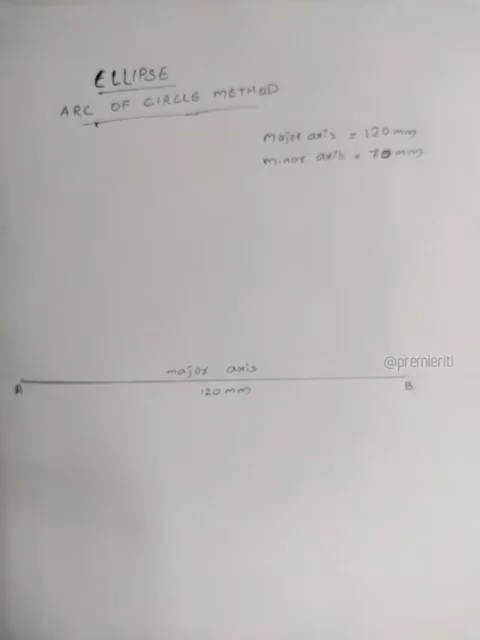 ELLIPSE
ARC OF CIRCLE METHOD
Major axis = 120 mm
minor axis = 70 mm
@premieriti
major axis
A
120 mm
B